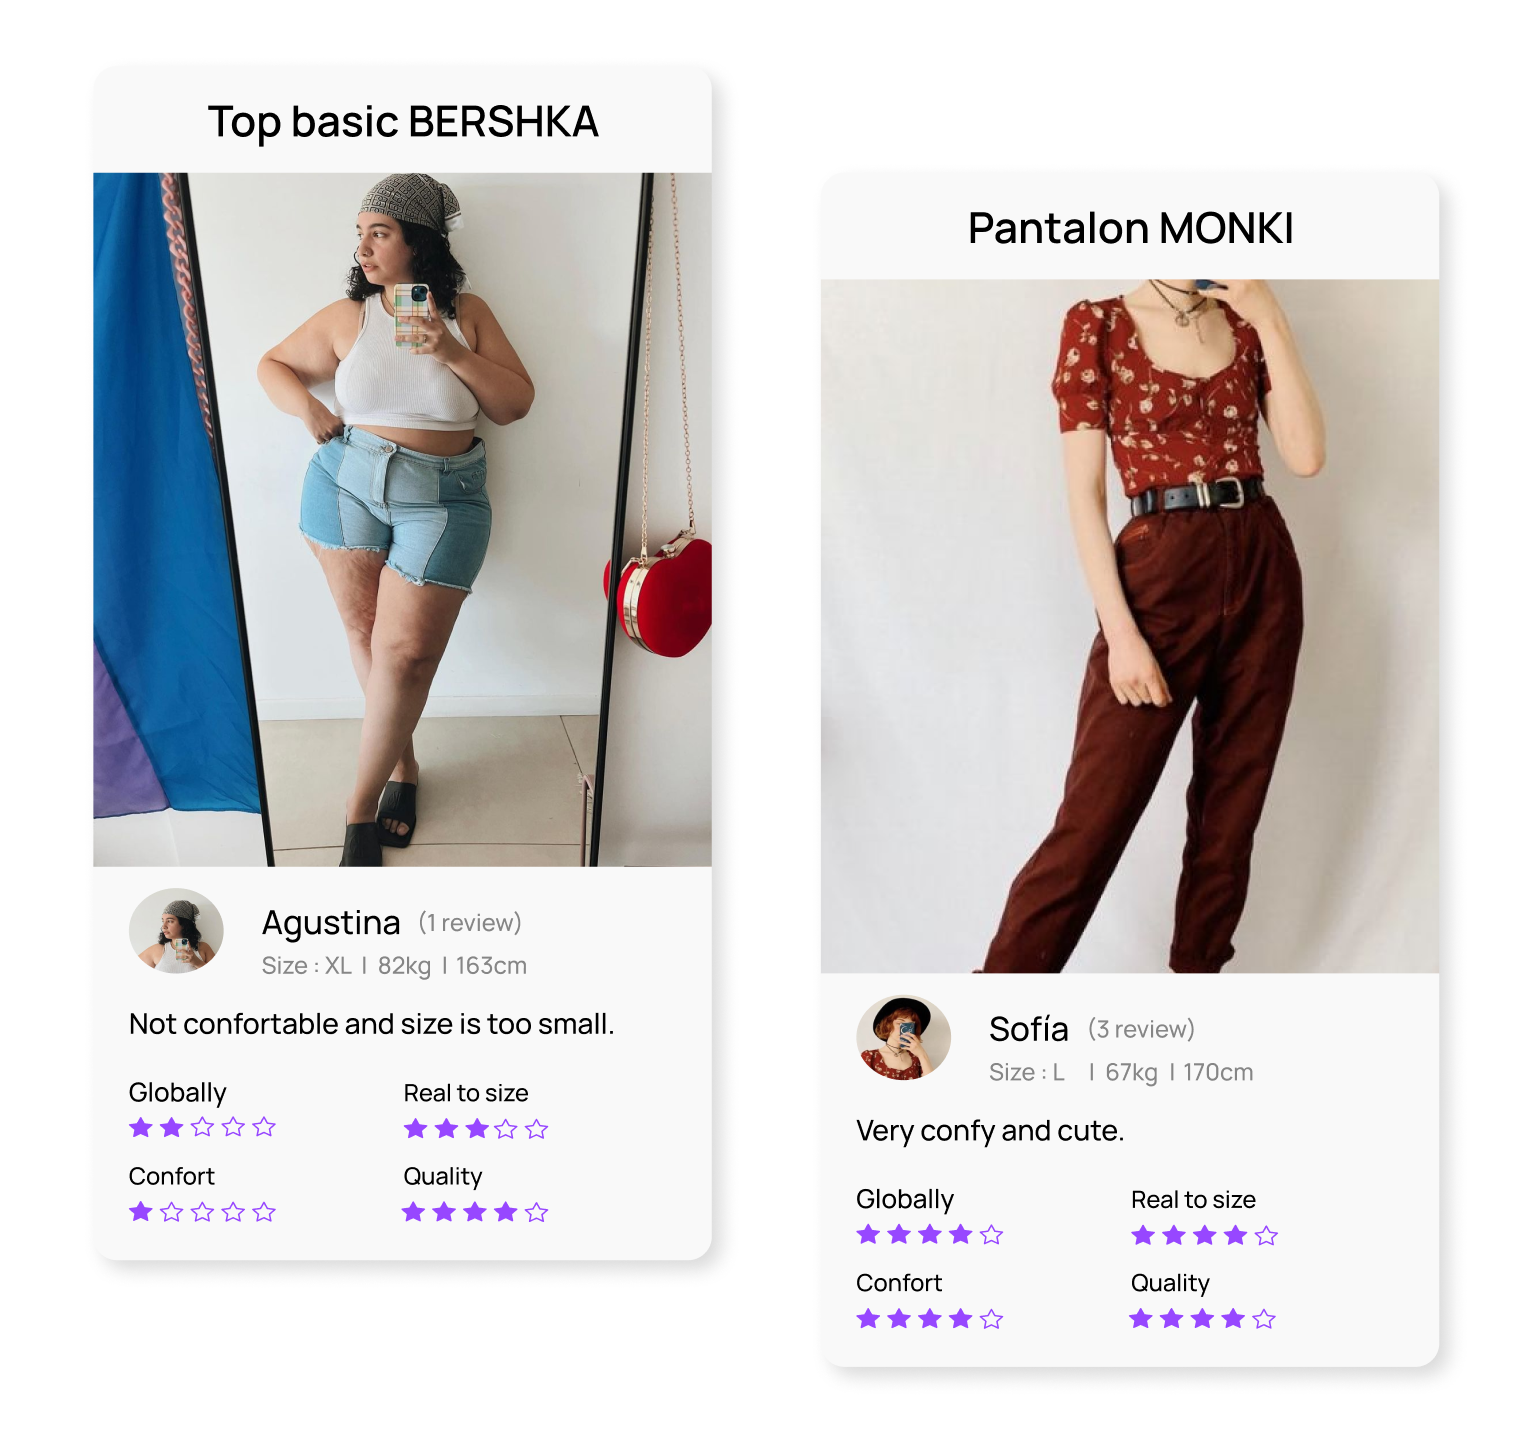 Top basic BERSHKA
Agustina (1 review)
Size : XL | 82kg | 163cm
Not confortable and size is too small.
Globally
Real to size
Confort
Quality
Pantalon MONKI
Sofía (3 review)
Size : L | 67kg | 170cm
Very confy and cute.
Globally
Real to size
Confort
Quality